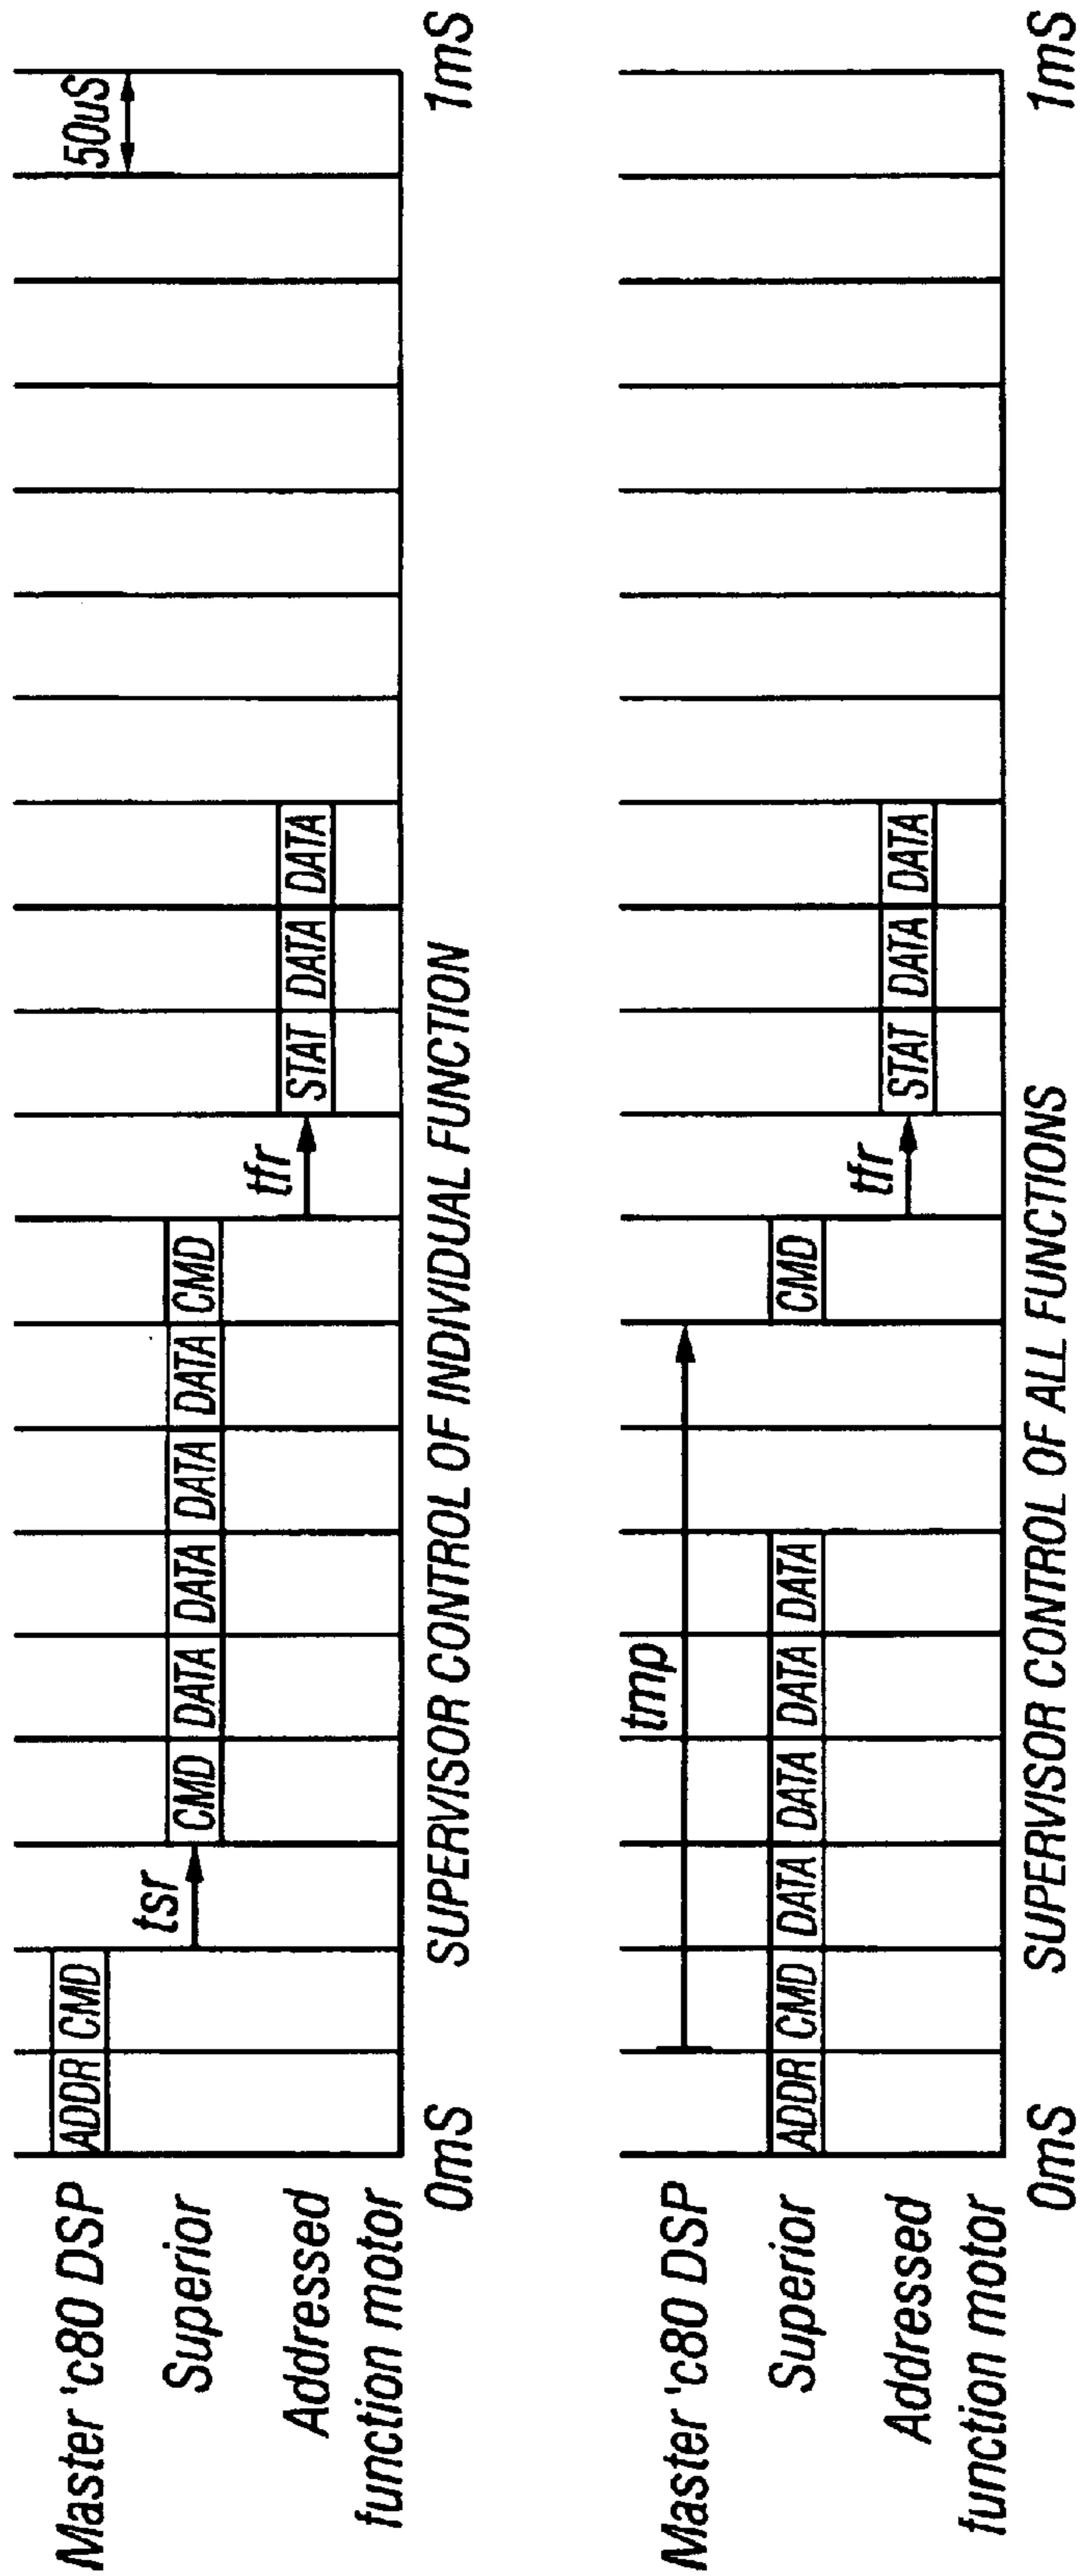 50uS
Master 'c80 DSP
ADDR CMD
Superior
tsr
CMD DATA DATA DATA DATA CMD
Addressed
function motor
tfr
STAT DATA DATA
0mS
1mS
SUPERVISOR CONTROL OF INDIVIDUAL FUNCTION
Master 'c80 DSP
tmp
Superior
ADDR CMD DATA DATA DATA DATA CMD
Addressed
function motor
tfr
STAT DATA DATA
0mS
1mS
SUPERVISOR CONTROL OF ALL FUNCTIONS